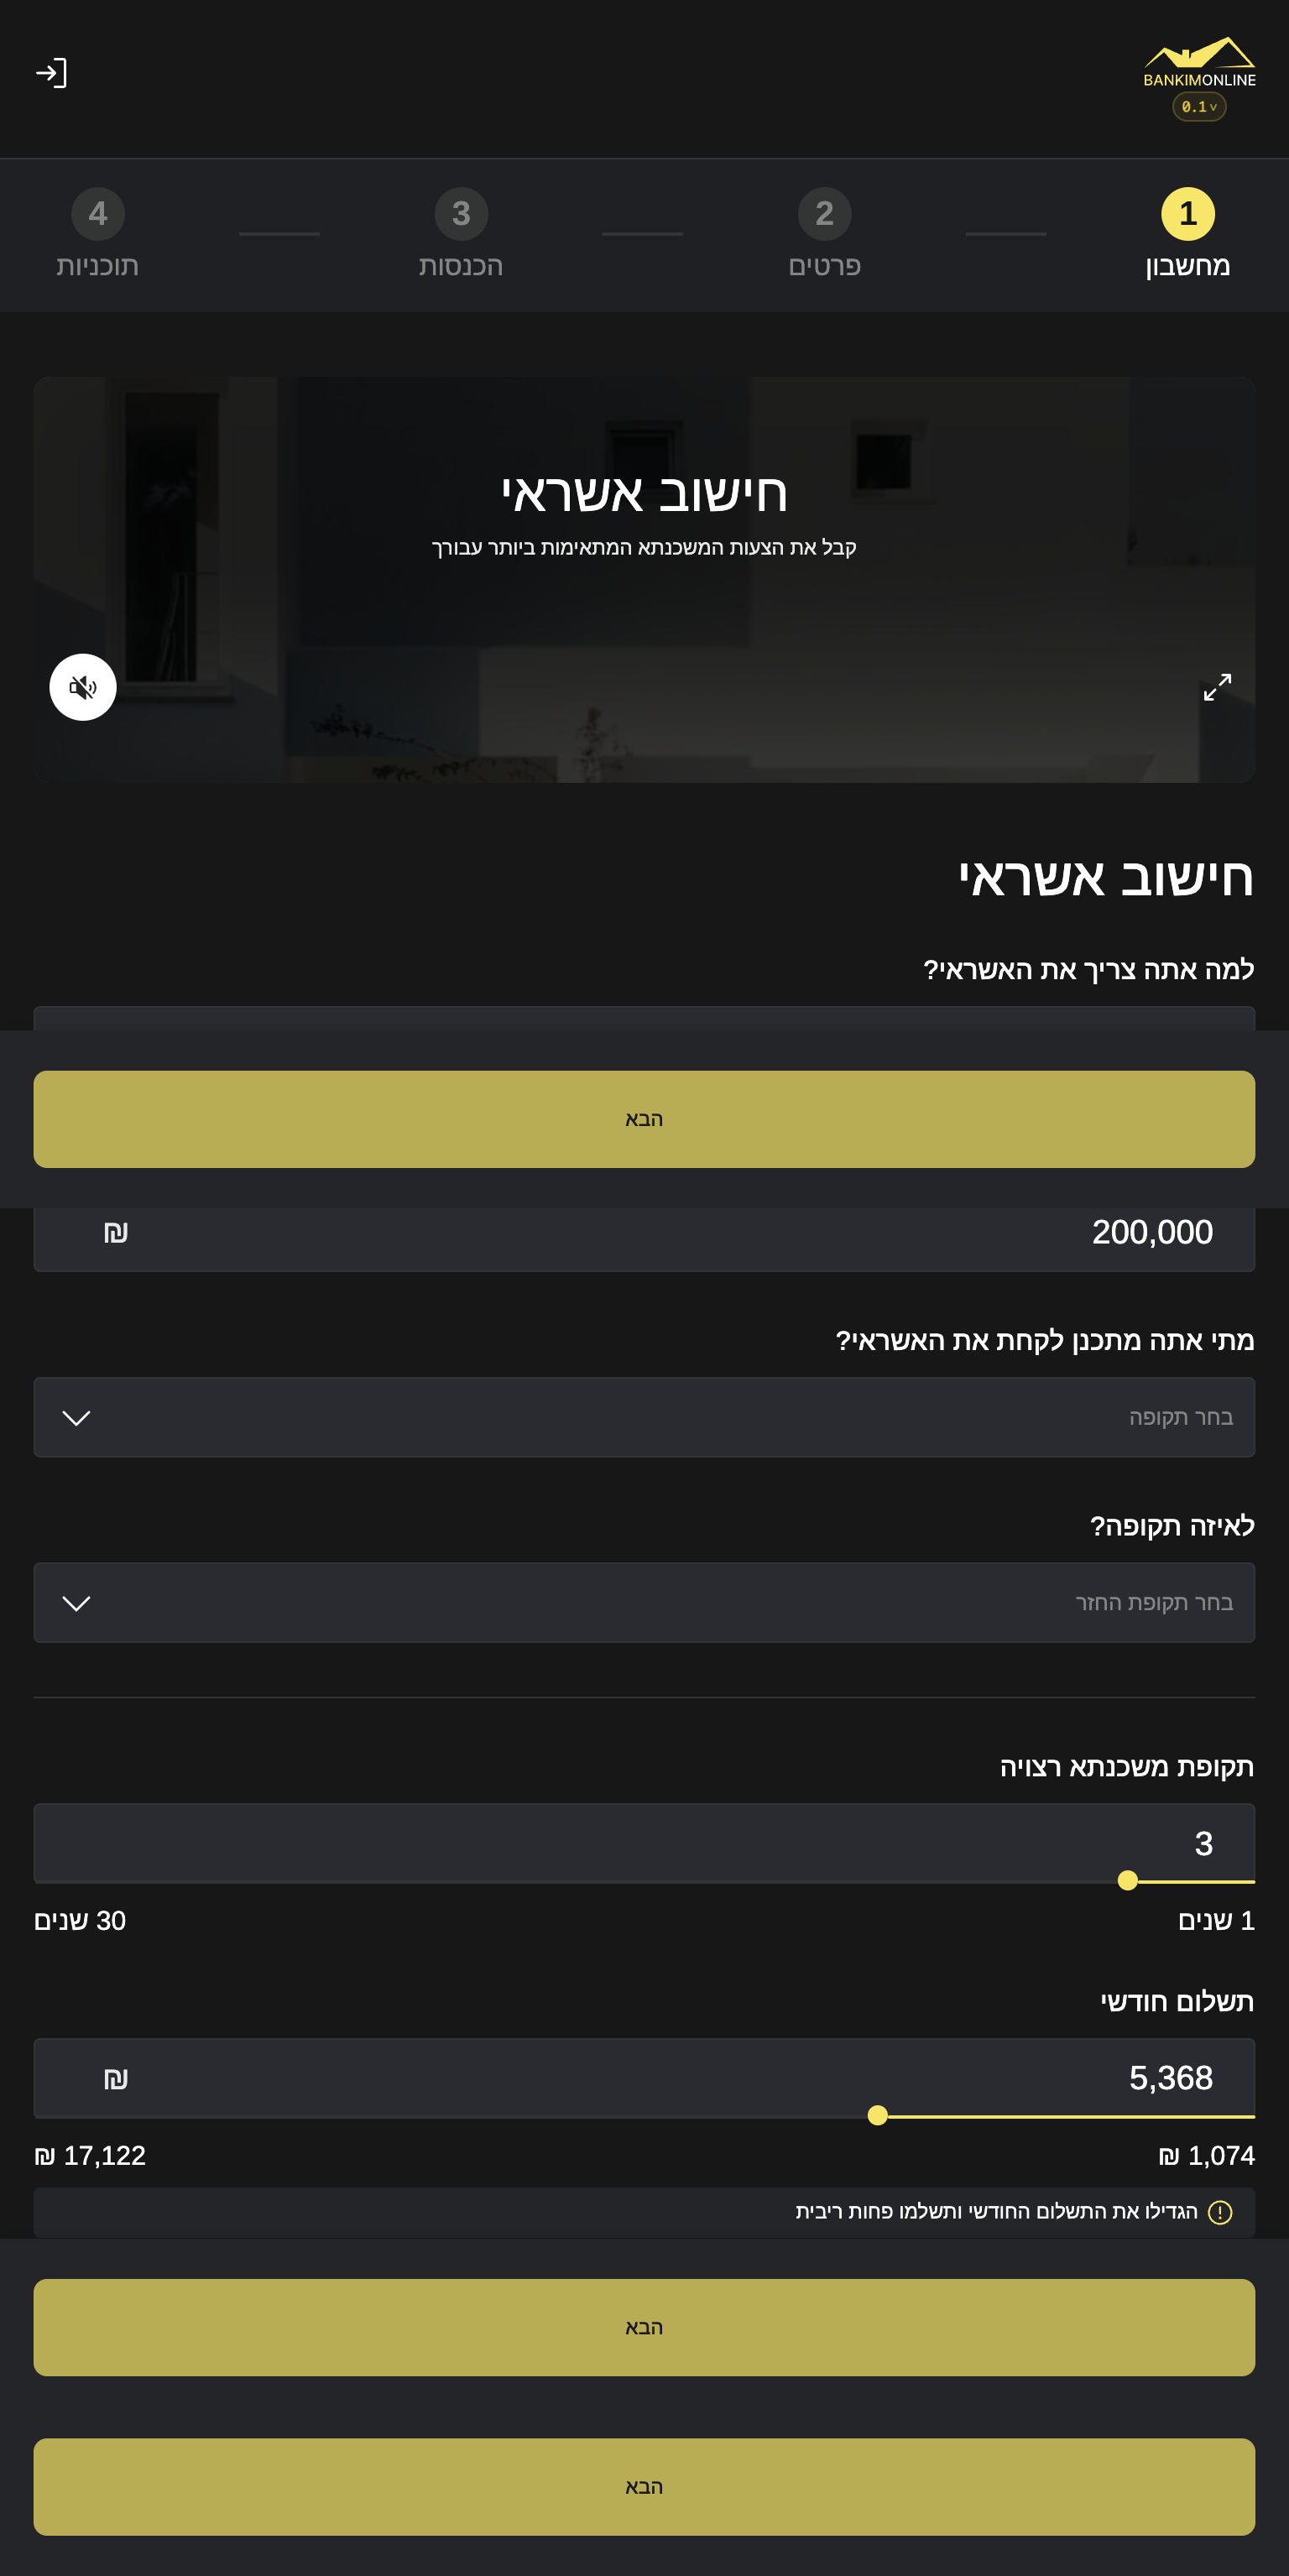 BANKIMONLINE
0.1 v
1
2
3
4
מחשבון
פרטים
הכנסות
תוכניות
חישוב אשראי
קבל את הצעות המשכנתא המתאימות ביותר עבורך
חישוב אשראי
למה אתה צריך את האשראי?
הבא
200,000 ₪
מתי אתה מתכנן לקחת את האשראי?
בחר תקופה
לאיזה תקופה?
בחר תקופת החזר
תקופת משכנתא רצויה
3
1 שנים
30 שנים
תשלום חודשי
5,368 ₪
1,074 ₪
17,122 ₪
הגדילו את התשלום החודשי ותשלמו פחות ריבית
הבא
הבא